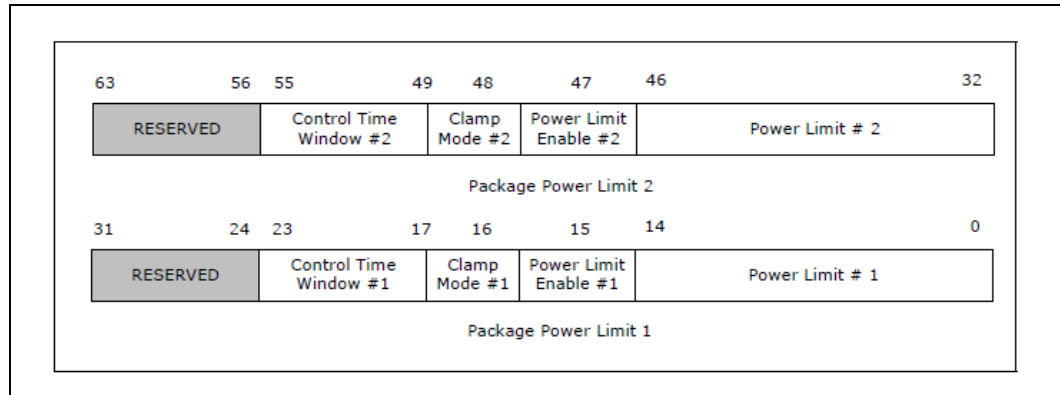 63 56 55 49 48 47 46 32
RESERVED
Control Time
Window #2
Clamp
Mode #2
Power Limit
Enable #2
Power Limit # 2
Package Power Limit 2
31 24 23 17 16 15 14 0
RESERVED
Control Time
Window #1
Clamp
Mode #1
Power Limit
Enable #1
Power Limit # 1
Package Power Limit 1